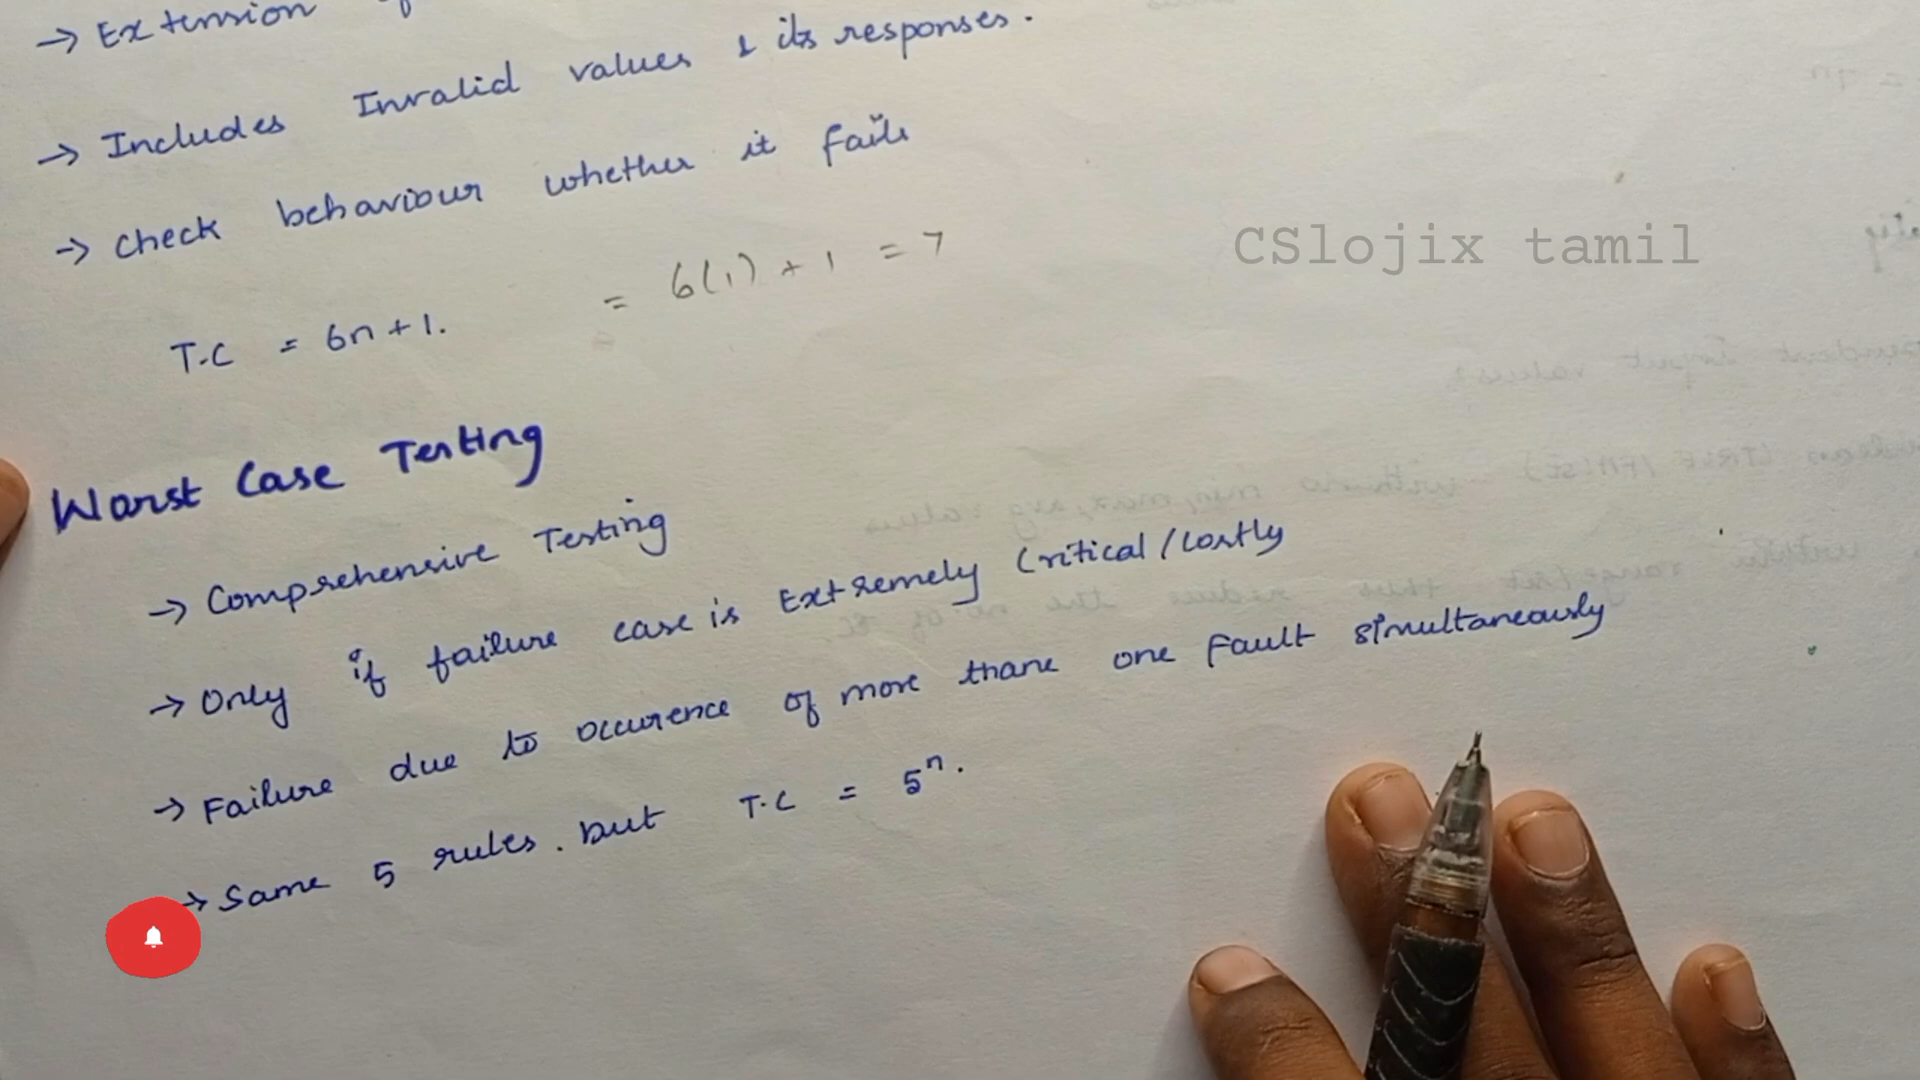 → Extension
→ Includes Invalid values & its responses.
→ Check behaviour whether it fails
CSlojix tamil
T.C = 6n+1. = 6(1) + 1 = 7
Worst Case Testing
→ Comprehensive Testing
→ Only if failure case is Extremely Critical/Costly
→ Failure due to occurence of more thane one Fault simultaneously
→ Same 5 rules. but T.C = 5ⁿ.